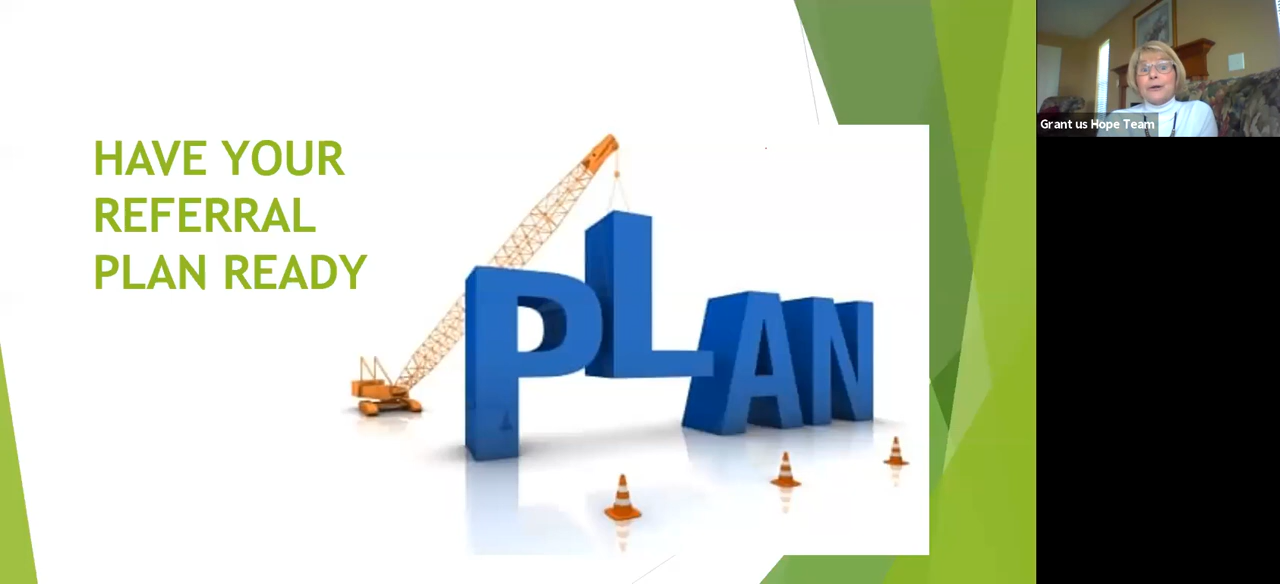 HAVE YOUR
REFERRAL
PLAN READY
PLAN
Grant us Hope Team